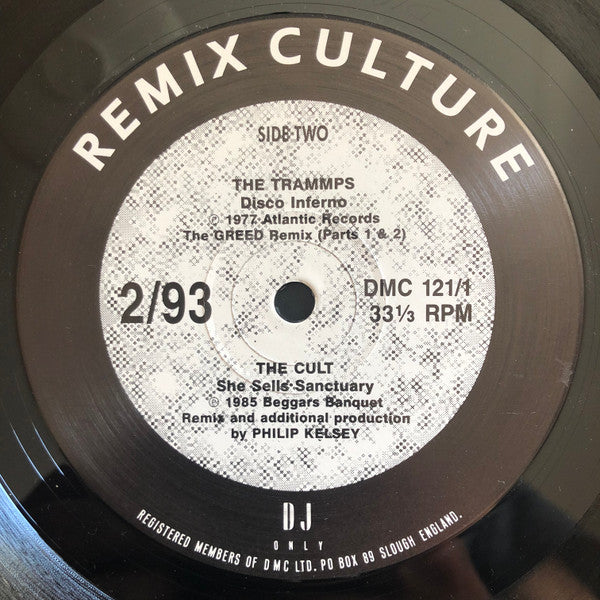 REMIX CULTURE
SIDE TWO
THE TRAMMPS
Disco Inferno
℗ 1977 Atlantic Records
The GREED Remix (Parts 1 & 2)
2/93
DMC 121/1
33⅓ RPM
THE CULT
She Sells Sanctuary
℗ 1985 Beggars Banquet
Remix and additional production
by PHILIP KELSEY
DJ
ONLY
REGISTERED MEMBERS OF DMC LTD. PO BOX 89 SLOUGH ENGLAND.